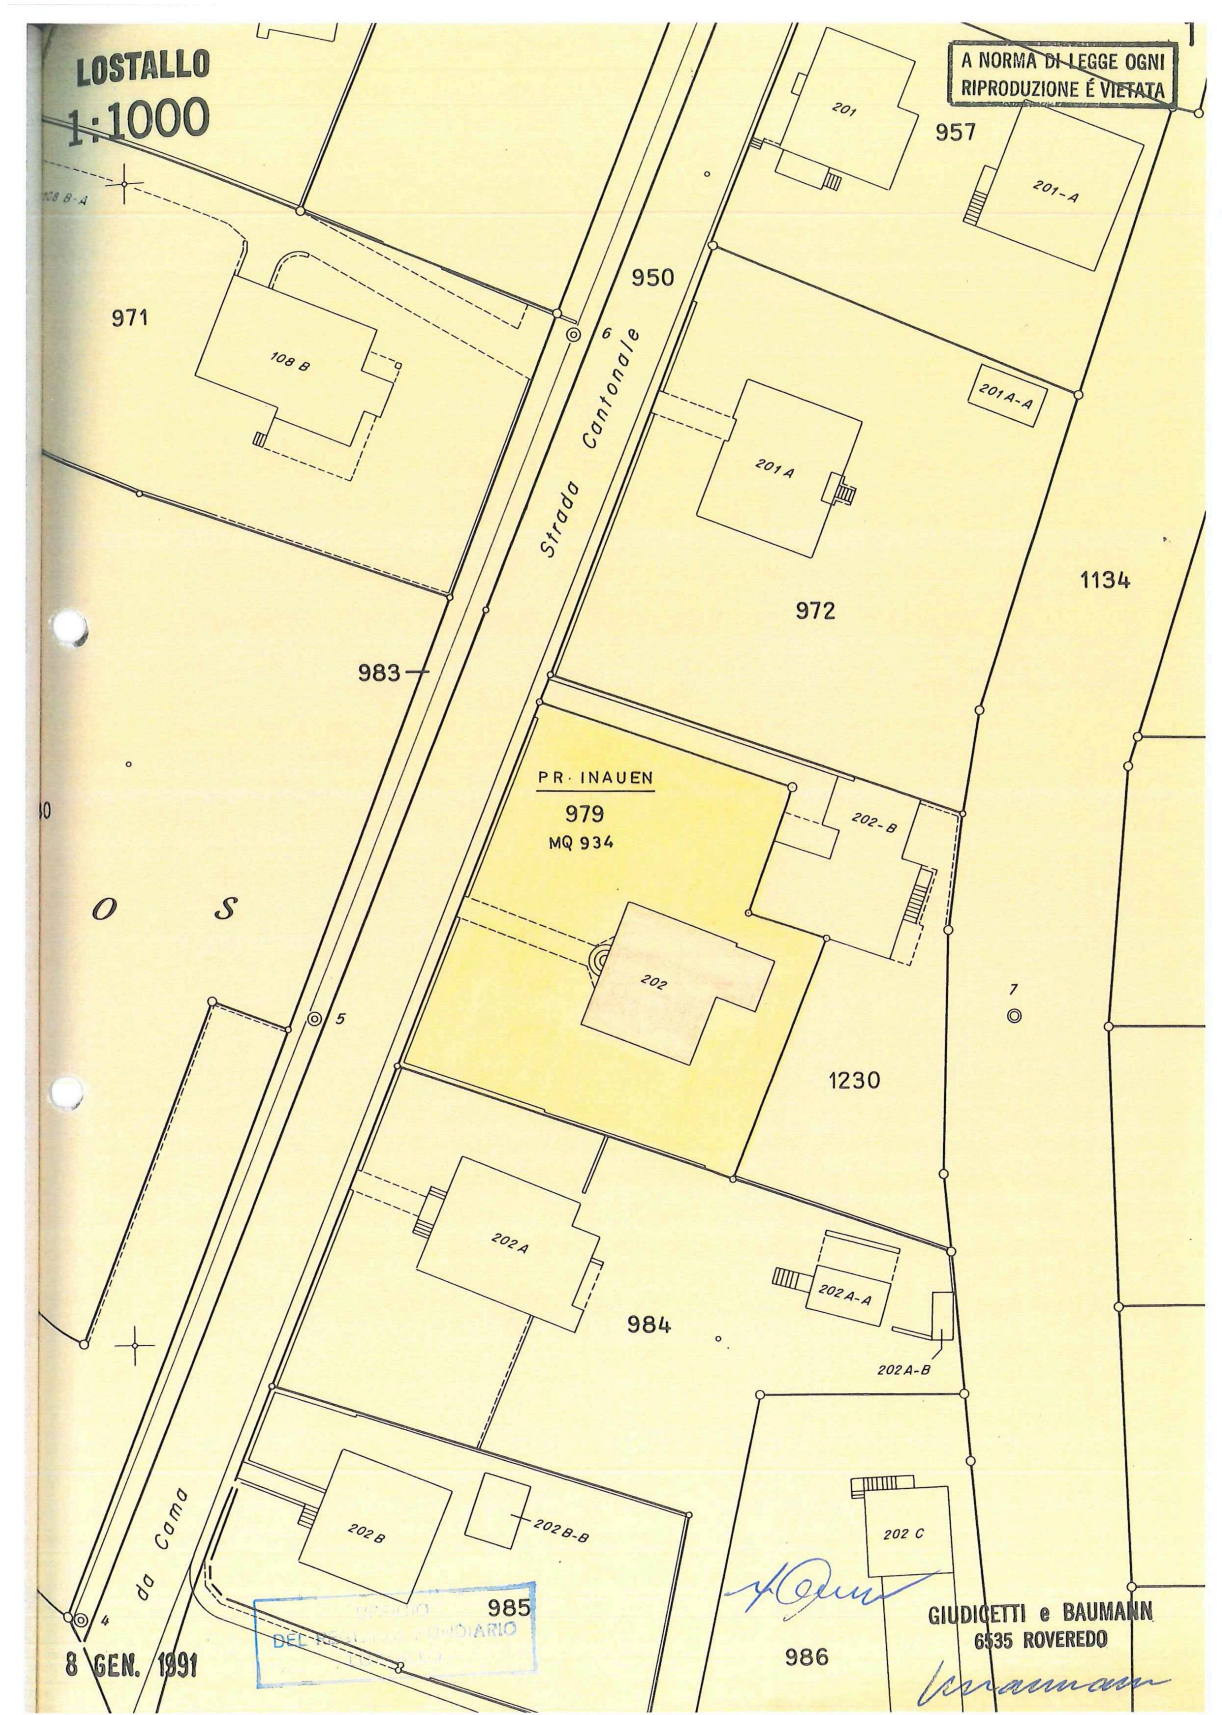 LOSTALLO
1:1000
A NORMA DI LEGGE OGNI
RIPRODUZIONE É VIETATA
201
957
201-A
108 B-A
950
971
108 B
6
Strada Cantonale
201 A-A
201 A
1134
972
983
PR. INAUEN
979
MQ 934
202-B
O S
202
5
7
1230
202 A
202 A-A
984
202 A-B
da Cama
202 B
202 B-B
202 C
4
985
DEL
GIUDICETTI e BAUMANN
6535 ROVEREDO
8 GEN. 1991
986